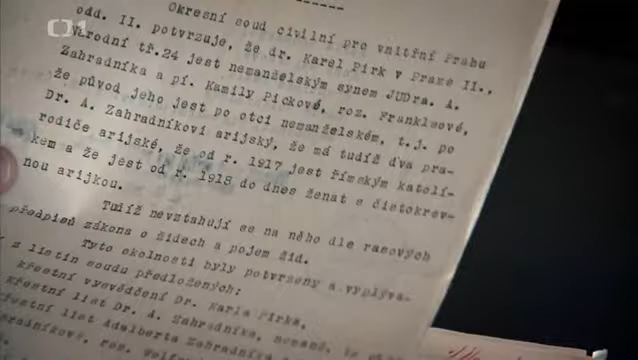 ČT1
Okresní soud civilní pro vnitřní Prahu
odd. II. potvrzuje, že dr. Karel Pirk v Praze II.,
Národní tř.24 jest nemanželským synem JUDra. A.
Zahradníka a pí. Kamily Pickové, roz. Franklsové,
že původ jeho jest po otci nemanželském, t.j. po
Dr. A. Zahradníkovi arijský, že má tudíž dva pra-
rodiče arijské, že od r. 1917 jest římským katolí-
kem a že jest od r. 1918 do dnes ženat s čistokrev-
nou arijkou.
Tudíž nevztahují se na něho dle rasových
předpisů zákona o židech a pojem žid.
Tyto okolnosti byly potvrzeny a vyplýva-
z listin soudu předložených:
křestní vysvědčení Dr. Karla Pirka,
křestní list Dr. A. Zahradníka,
křestní list Adalberta Zahradníka
roz.